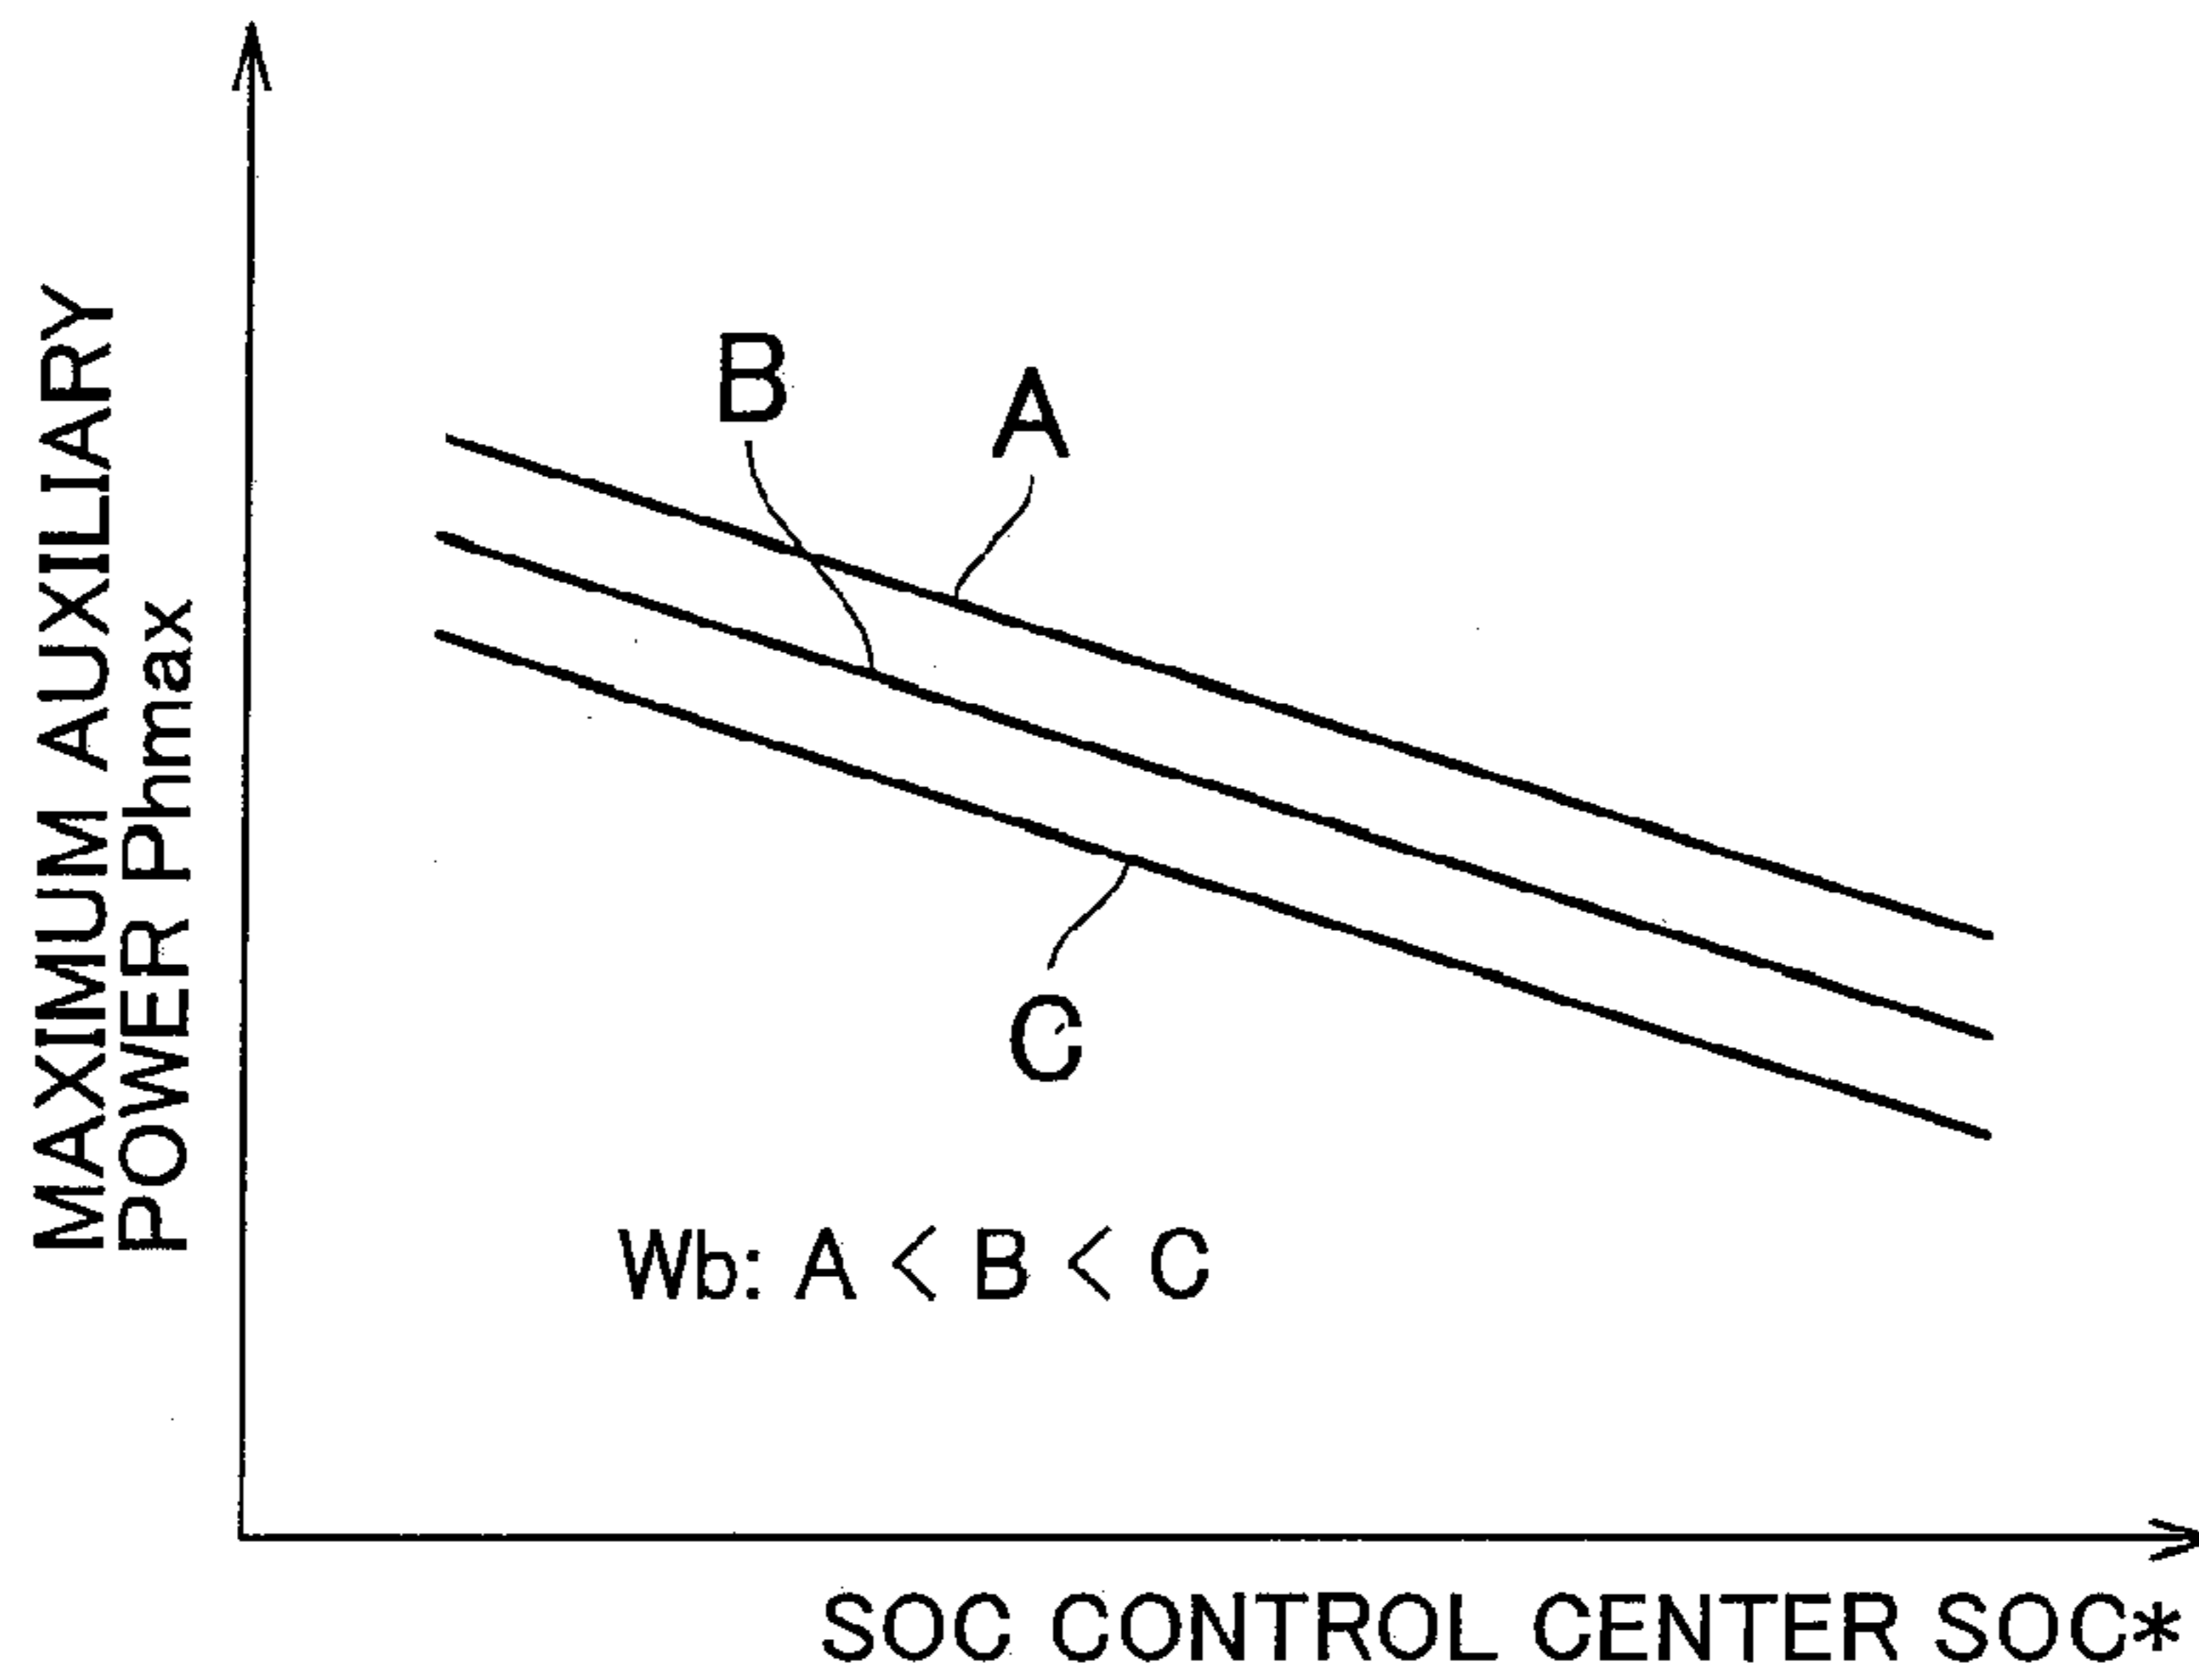 MAXIMUM AUXILIARY
POWER Phmax
B
A
C
Wb: A < B < C
SOC CONTROL CENTER SOC*